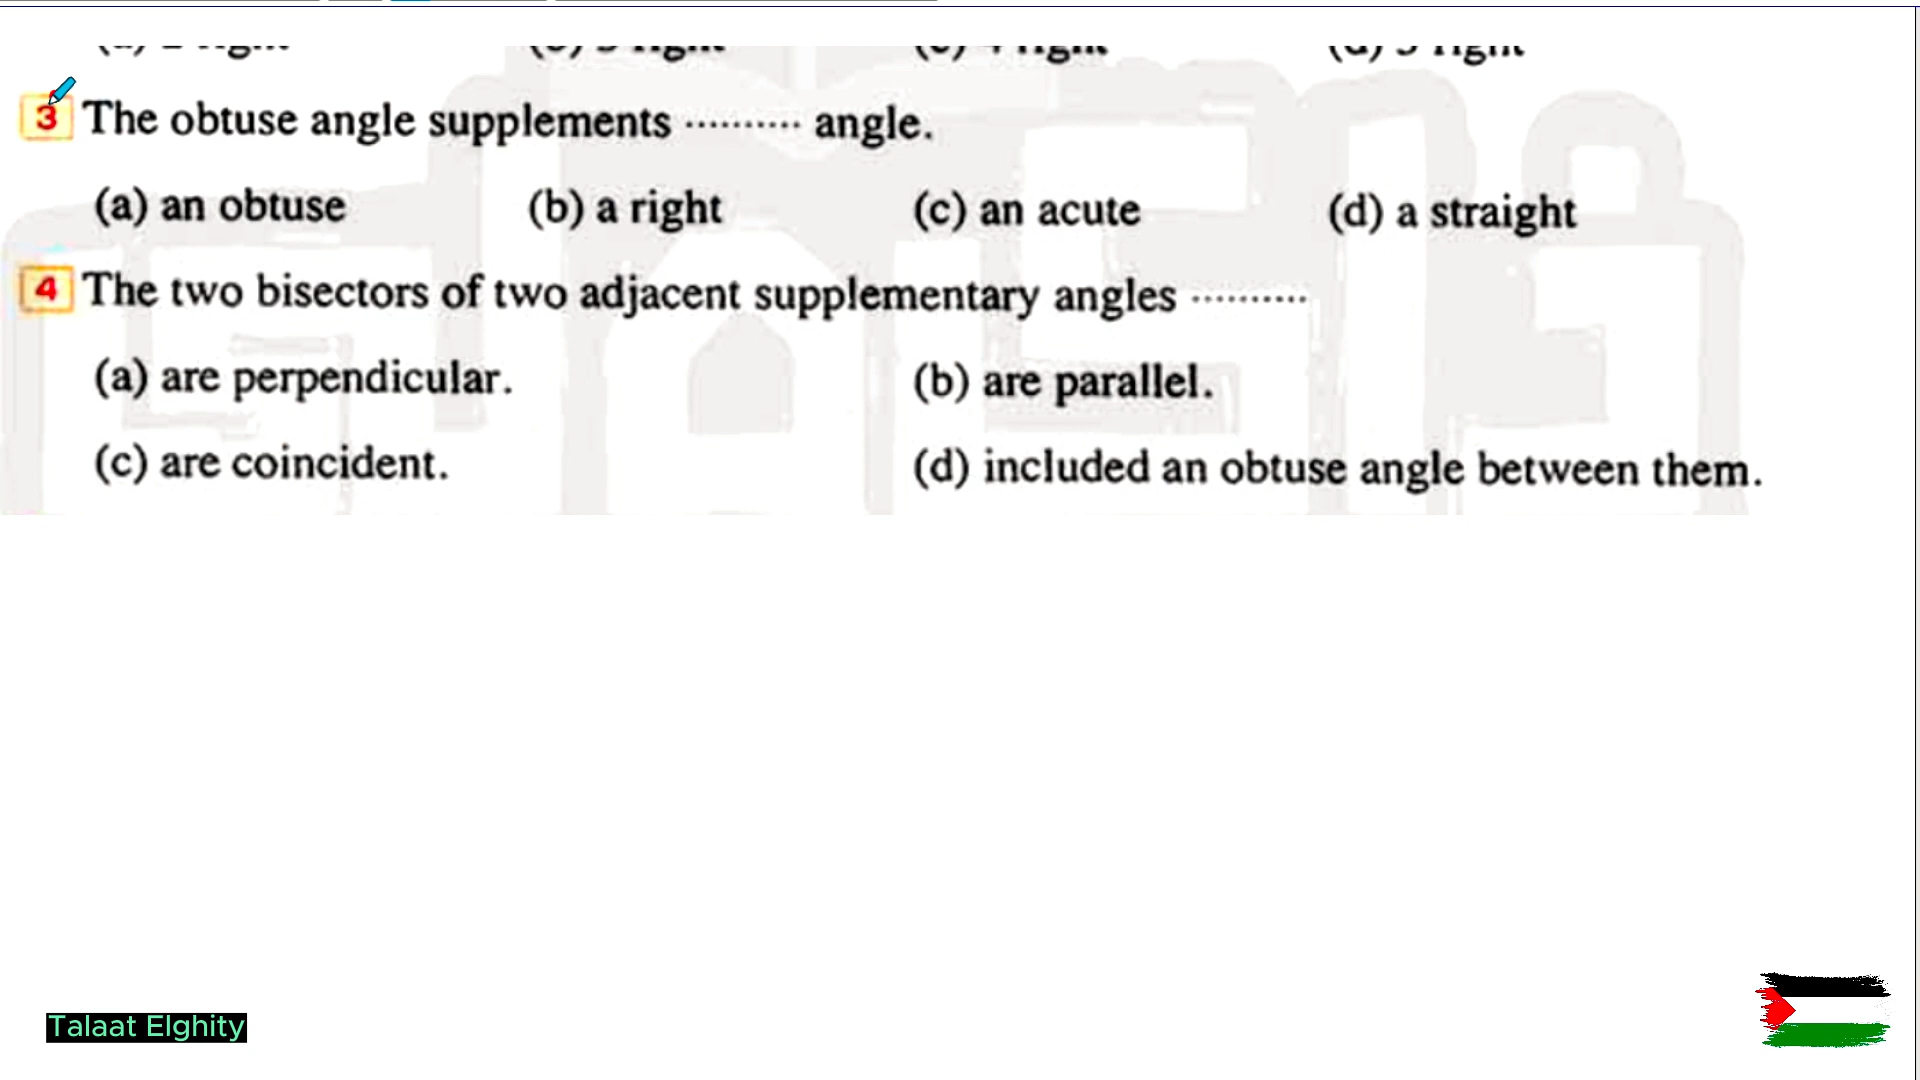 3 The obtuse angle supplements ·········· angle.
(a) an obtuse (b) a right (c) an acute (d) a straight
4 The two bisectors of two adjacent supplementary angles ··········
(a) are perpendicular. (b) are parallel.
(c) are coincident. (d) included an obtuse angle between them.
Talaat Elghity